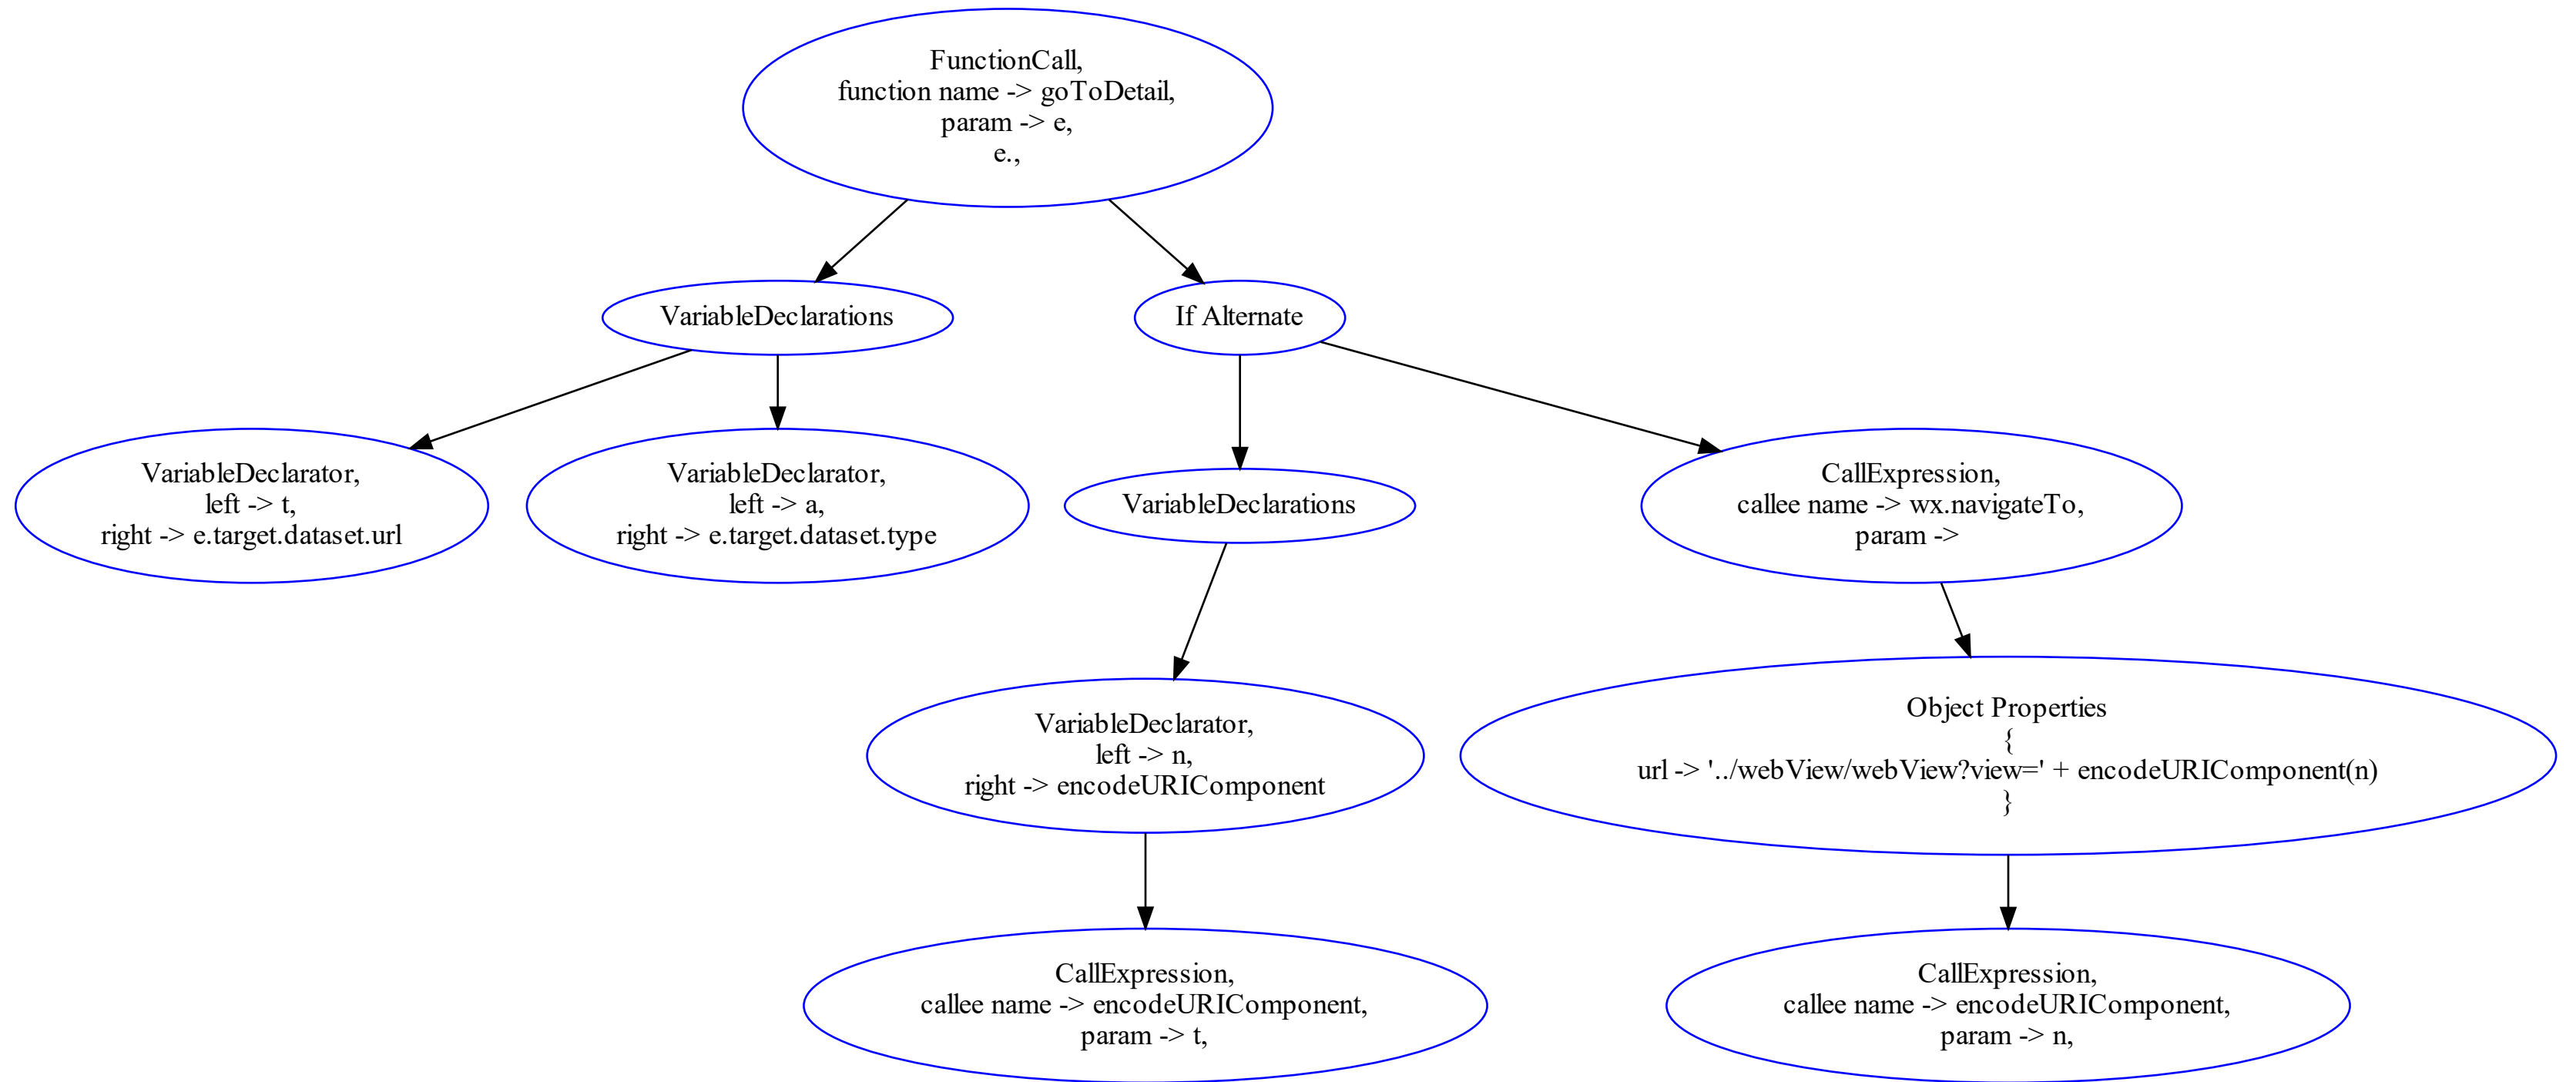 FunctionCall,
function name -> goToDetail,
param -> e,
e.,
VariableDeclarations
If Alternate
VariableDeclarator,
left -> t,
right -> e.target.dataset.url
VariableDeclarator,
left -> a,
right -> e.target.dataset.type
VariableDeclarations
CallExpression,
callee name -> wx.navigateTo,
param ->
VariableDeclarator,
left -> n,
right -> encodeURIComponent
Object Properties
{
url -> '../webView/webView?view=' + encodeURIComponent(n)
}
CallExpression,
callee name -> encodeURIComponent,
param -> t,
CallExpression,
callee name -> encodeURIComponent,
param -> n,